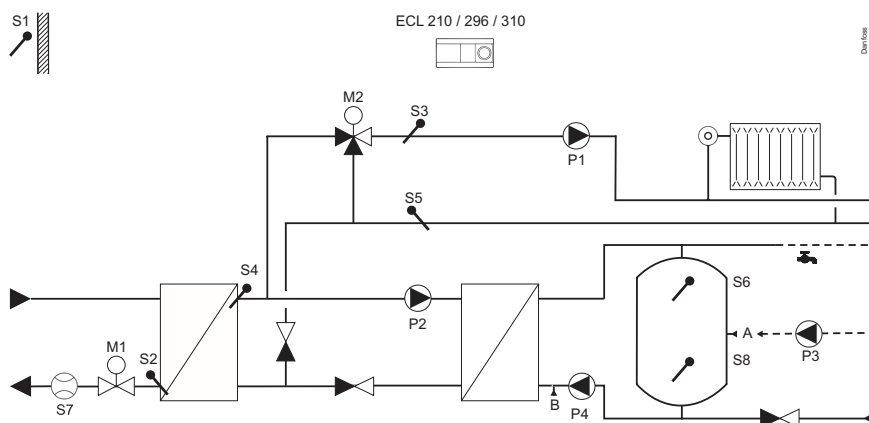 S1
ECL 210 / 296 / 310
Danfoss
M2
S3
P1
S5
S4
P2
S6
A
P3
M1
S2
S8
S7
B
P4